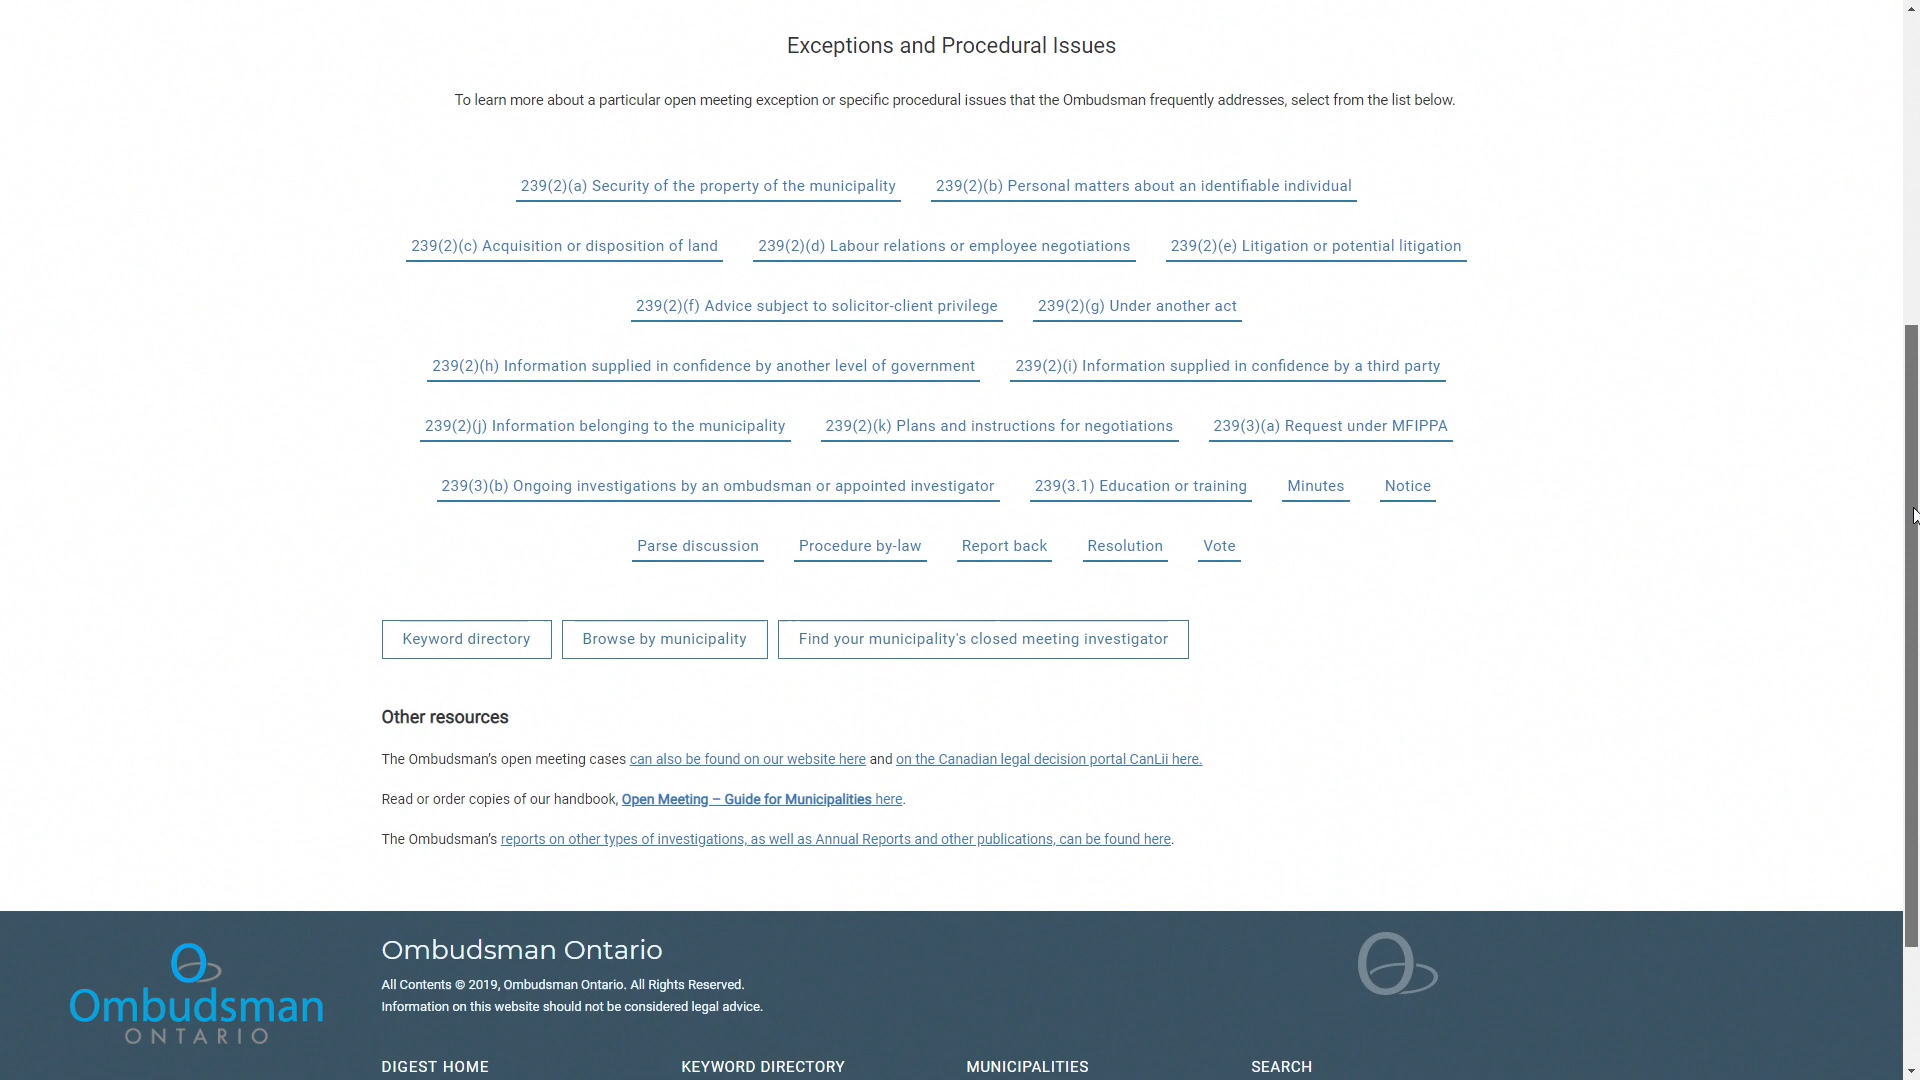 Exceptions and Procedural Issues
To learn more about a particular open meeting exception or specific procedural issues that the Ombudsman frequently addresses, select from the list below.
239(2)(a) Security of the property of the municipality 239(2)(b) Personal matters about an identifiable individual
239(2)(c) Acquisition or disposition of land 239(2)(d) Labour relations or employee negotiations 239(2)(e) Litigation or potential litigation
239(2)(f) Advice subject to solicitor-client privilege 239(2)(g) Under another act
239(2)(h) Information supplied in confidence by another level of government 239(2)(i) Information supplied in confidence by a third party
239(2)(j) Information belonging to the municipality 239(2)(k) Plans and instructions for negotiations 239(3)(a) Request under MFIPPA
239(3)(b) Ongoing investigations by an ombudsman or appointed investigator 239(3.1) Education or training Minutes Notice
Parse discussion Procedure by-law Report back Resolution Vote
Keyword directory Browse by municipality Find your municipality's closed meeting investigator
Other resources
The Ombudsman's open meeting cases can also be found on our website here and on the Canadian legal decision portal CanLii here.
Read or order copies of our handbook, Open Meeting – Guide for Municipalities here.
The Ombudsman's reports on other types of investigations, as well as Annual Reports and other publications, can be found here.
Ombudsman
ONTARIO
Ombudsman Ontario
All Contents © 2019, Ombudsman Ontario. All Rights Reserved.
Information on this website should not be considered legal advice.
DIGEST HOME KEYWORD DIRECTORY MUNICIPALITIES SEARCH